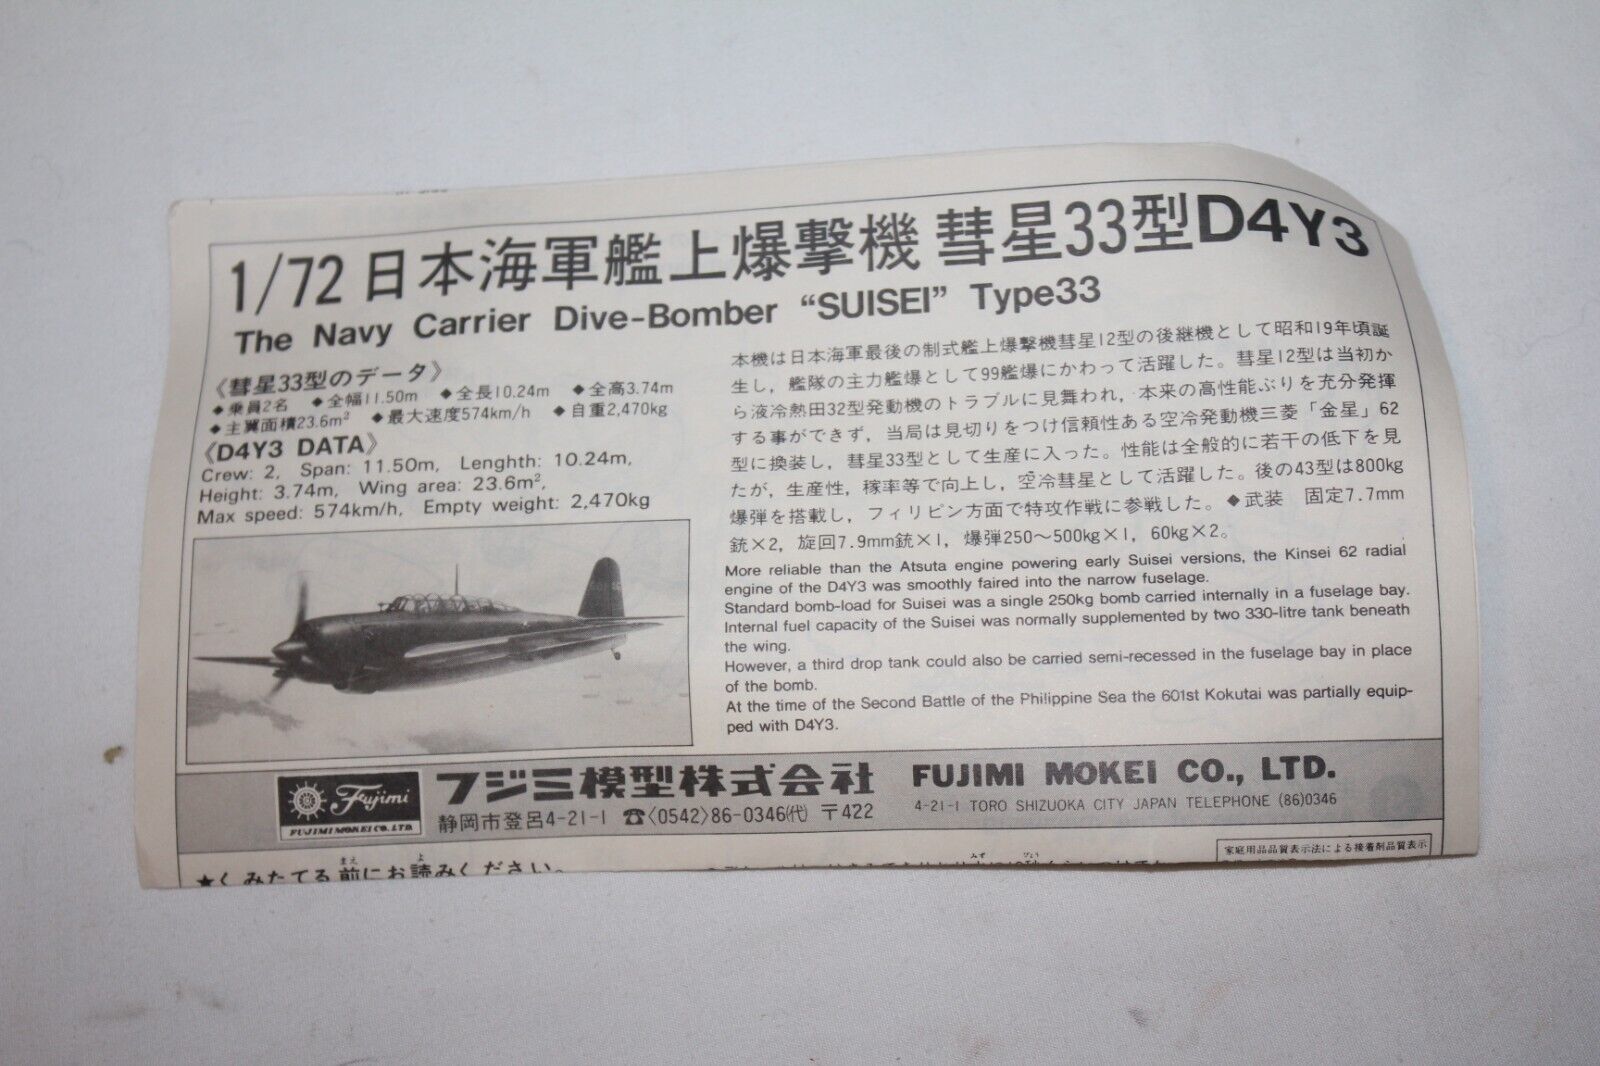 1/72 日本海軍艦上爆撃機 彗星33型D4Y3
The Navy Carrier Dive-Bomber “SUISEI” Type33
《彗星33型のデータ》
◆乗員2名 ◆全幅11.50m ◆全長10.24m ◆全高3.74m
◆主翼面積23.6m² ◆最大速度574km/h ◆自重2,470kg
《D4Y3 DATA》
Crew: 2, Span: 11.50m, Lenghth: 10.24m,
Height: 3.74m, Wing area: 23.6m²,
Max speed: 574km/h, Empty weight: 2,470kg
本機は日本海軍最後の制式艦上爆撃機彗星12型の後継機として昭和19年頃誕
生し，艦隊の主力艦爆として99艦爆にかわって活躍した。彗星12型は当初か
ら液冷熱田32型発動機のトラブルに見舞われ，本来の高性能ぶりを充分発揮
する事ができず，当局は見切りをつけ信頼性ある空冷発動機三菱「金星」62
型に換装し，彗星33型として生産に入った。性能は全般的に若干の低下を見
たが，生産性，稼率等で向上し，空冷彗星として活躍した。後の43型は800kg
爆弾を搭載し，フィリピン方面で特攻作戦に参戦した。◆武装 固定7.7mm
銃×2，旋回7.9mm銃×1，爆弾250〜500kg×1，60kg×2。
More reliable than the Atsuta engine powering early Suisei versions, the Kinsei 62 radial
engine of the D4Y3 was smoothly faired into the narrow fuselage.
Standard bomb-load for Suisei was a single 250kg bomb carried internally in a fuselage bay.
Internal fuel capacity of the Suisei was normally supplemented by two 330-litre tank beneath
the wing.
However, a third drop tank could also be carried semi-recessed in the fuselage bay in place
of the bomb.
At the time of the Second Battle of the Philippine Sea the 601st Kokutai was partially equip-
ped with D4Y3.
Fujimi
FUJIMI MOKEI CO., LTD.
フジミ模型株式会社 FUJIMI MOKEI CO., LTD.
静岡市登呂4-21-1 ☎〈0542〉86-0346㈹ 〒422
4-21-1 TORO SHIZUOKA CITY JAPAN TELEPHONE (86)0346
★くみたてる前にお読みください。
家庭用品品質表示法による接着剤品質表示